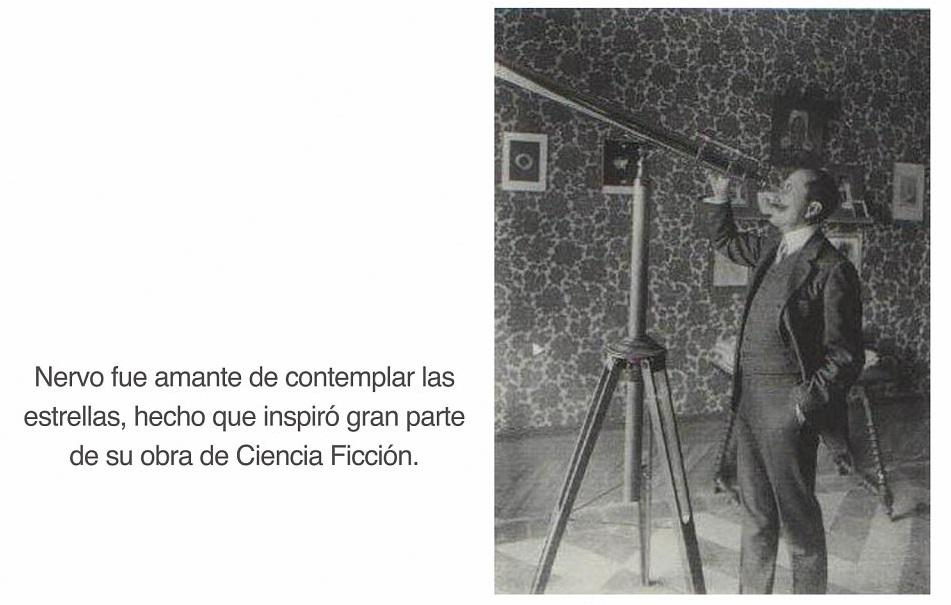 Nervo fue amante de contemplar las
estrellas, hecho que inspiró gran parte
de su obra de Ciencia Ficción.